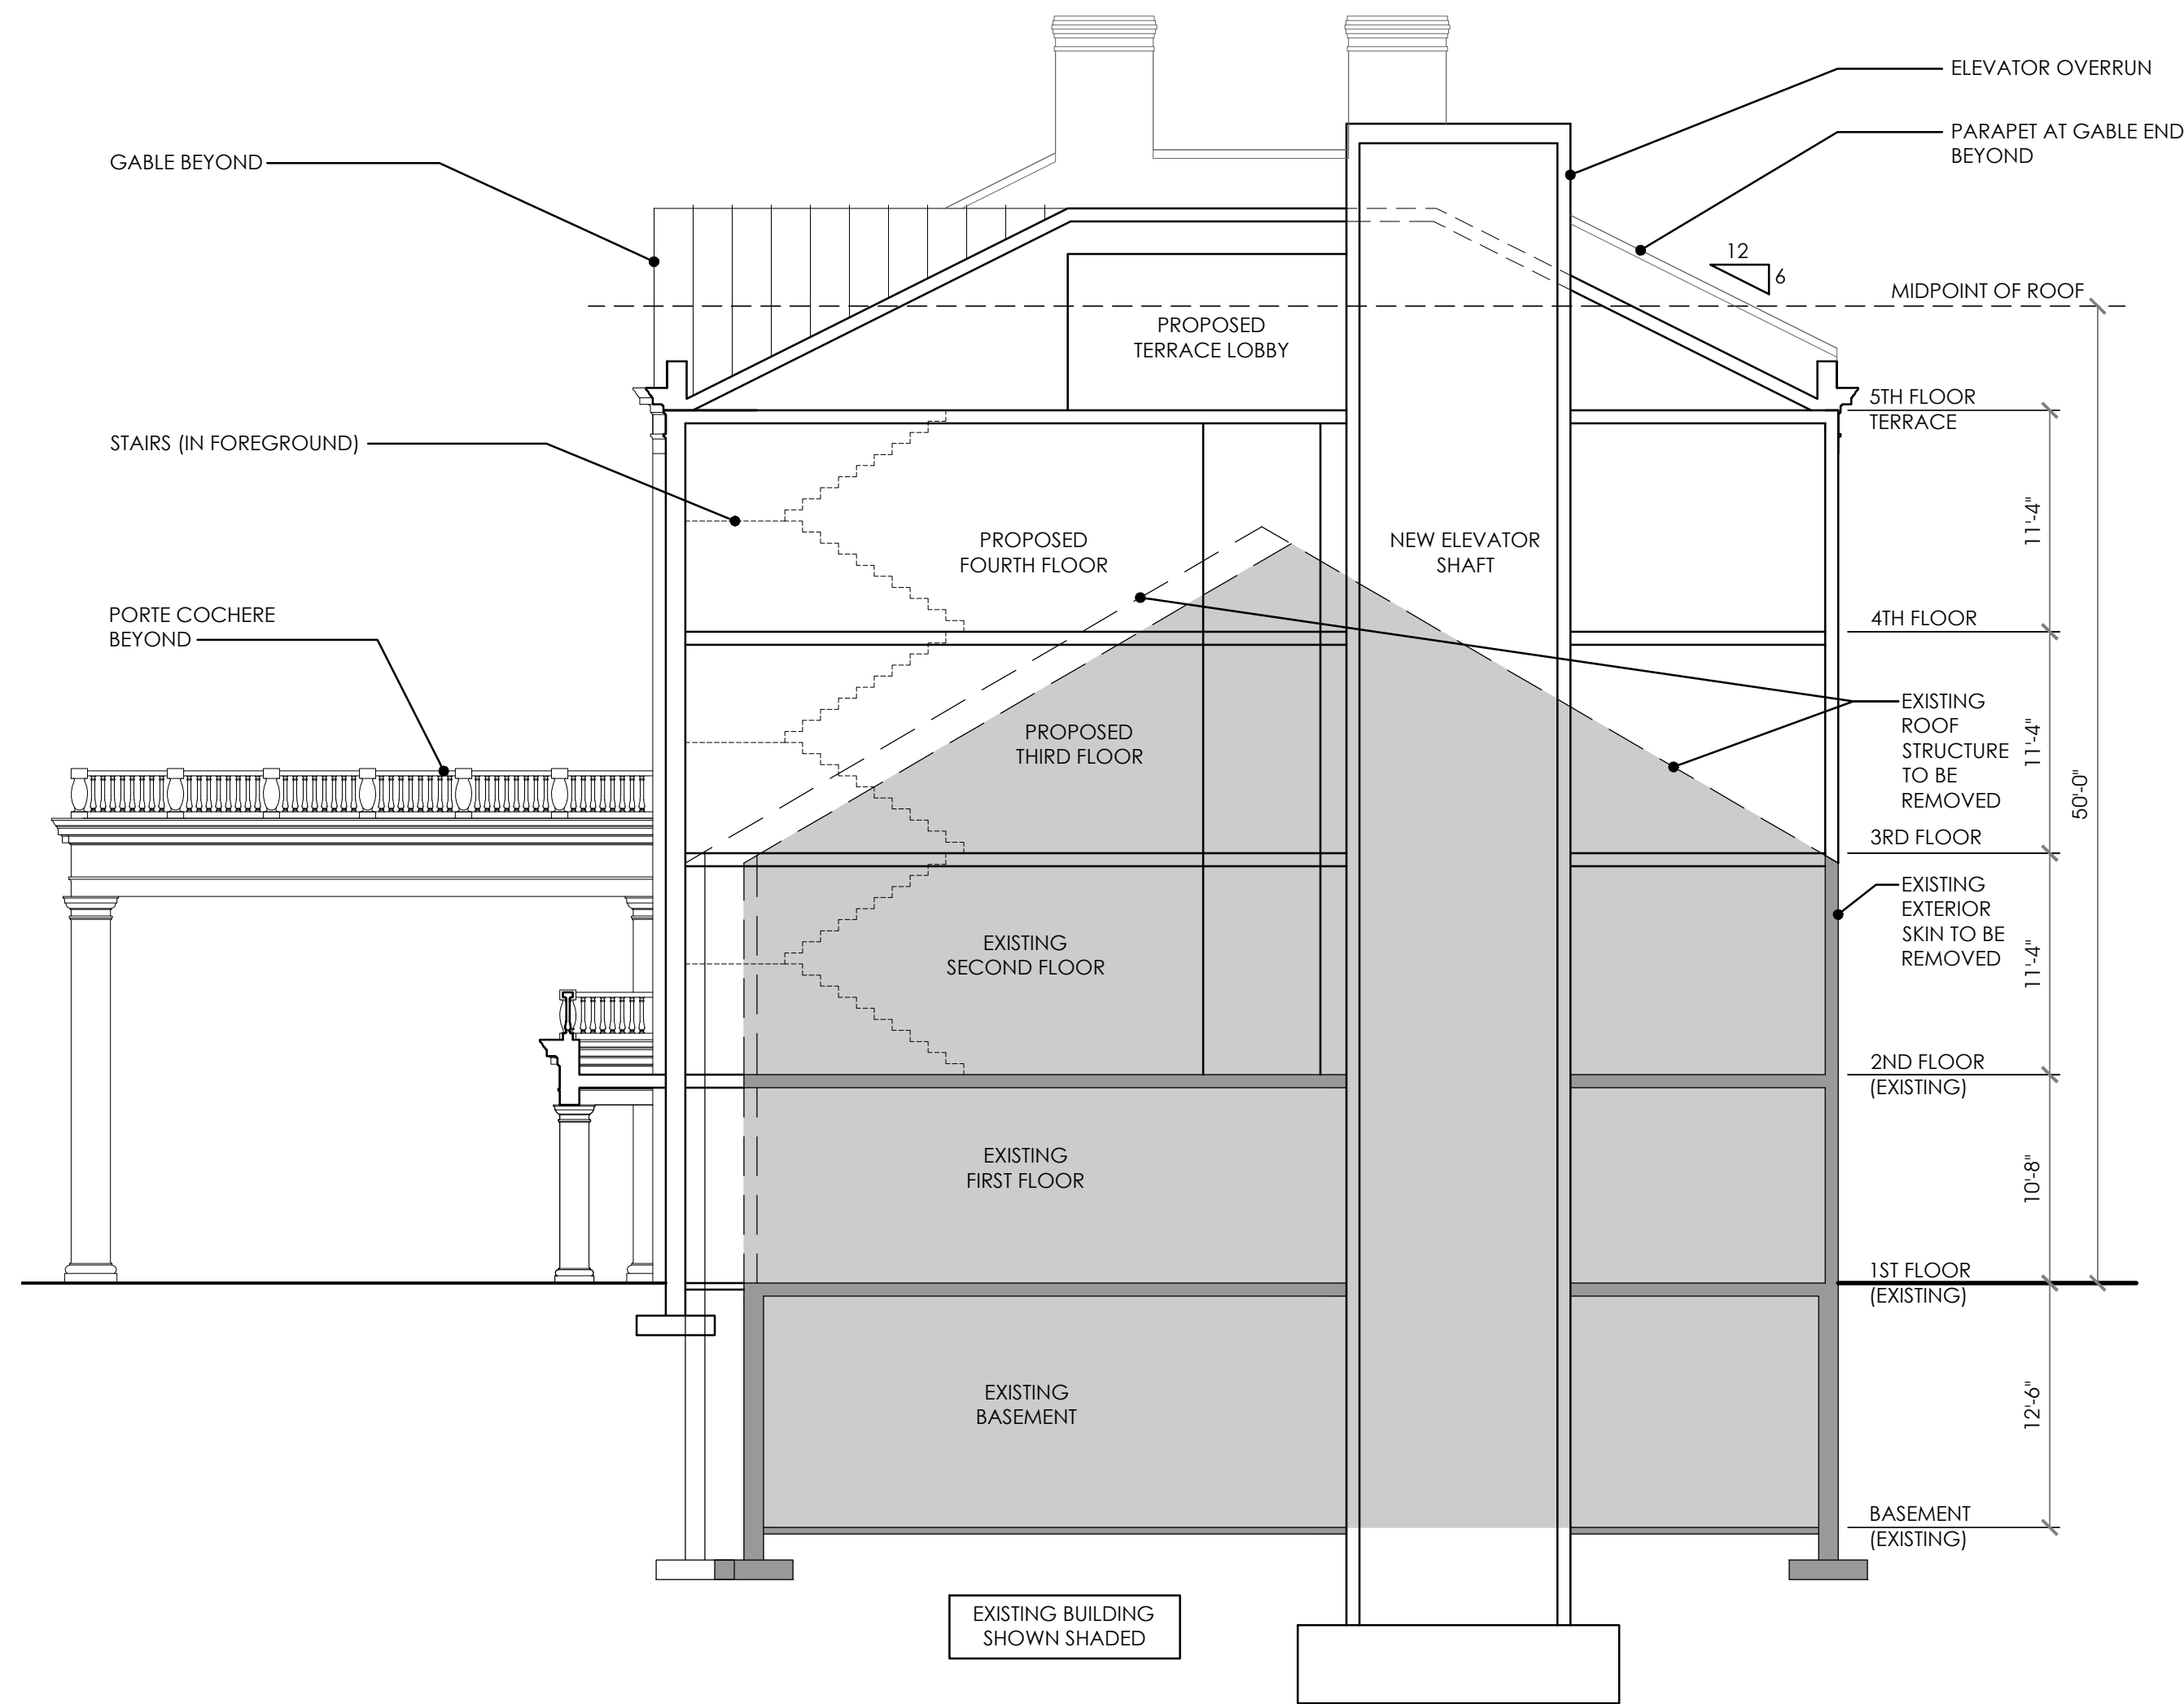 ELEVATOR OVERRUN
PARAPET AT GABLE END
BEYOND
GABLE BEYOND
12
6
MIDPOINT OF ROOF
PROPOSED
TERRACE LOBBY
5TH FLOOR
TERRACE
STAIRS (IN FOREGROUND)
11'-4"
PROPOSED
FOURTH FLOOR
NEW ELEVATOR
SHAFT
PORTE COCHERE
BEYOND
4TH FLOOR
EXISTING
ROOF
STRUCTURE
TO BE
REMOVED
11'-4"
50'-0"
PROPOSED
THIRD FLOOR
3RD FLOOR
EXISTING
EXTERIOR
SKIN TO BE
REMOVED
11'-4"
EXISTING
SECOND FLOOR
2ND FLOOR
(EXISTING)
EXISTING
FIRST FLOOR
10'-8"
1ST FLOOR
(EXISTING)
EXISTING
BASEMENT
12'-6"
BASEMENT
(EXISTING)
EXISTING BUILDING
SHOWN SHADED